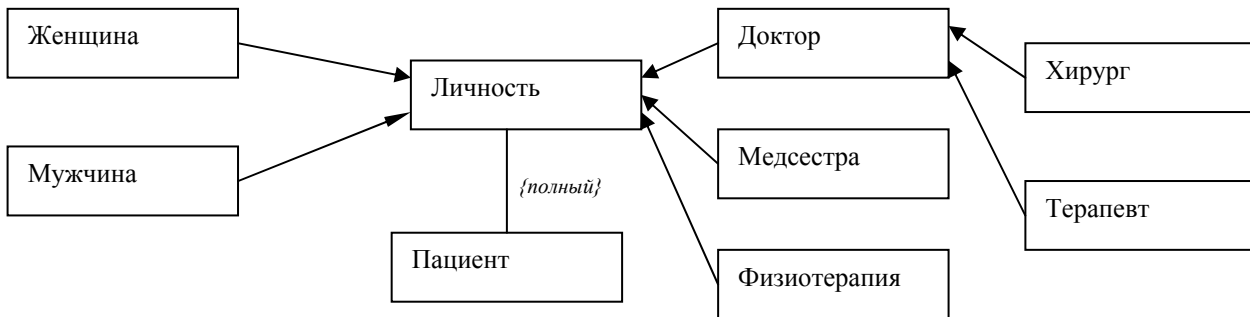 Женщина
Доктор
Хирург
Личность
Мужчина
Медсестра
{полный}
Терапевт
Пациент
Физиотерапия